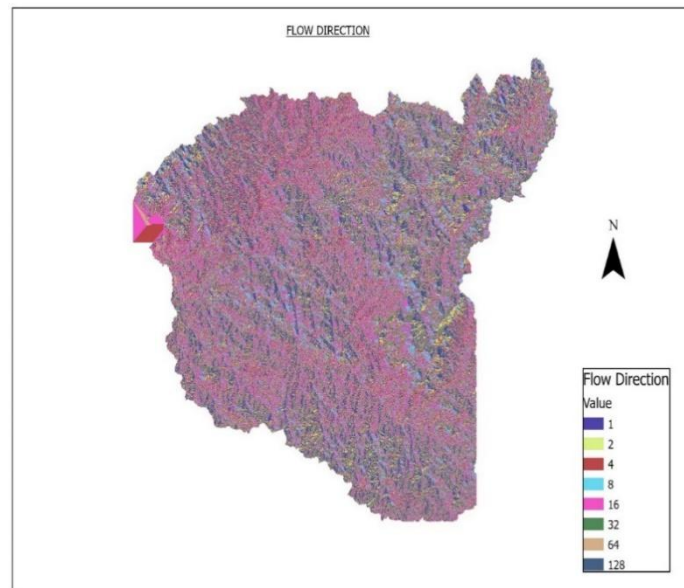 FLOW DIRECTION
N
Flow Direction
Value
1
2
4
8
16
32
64
128